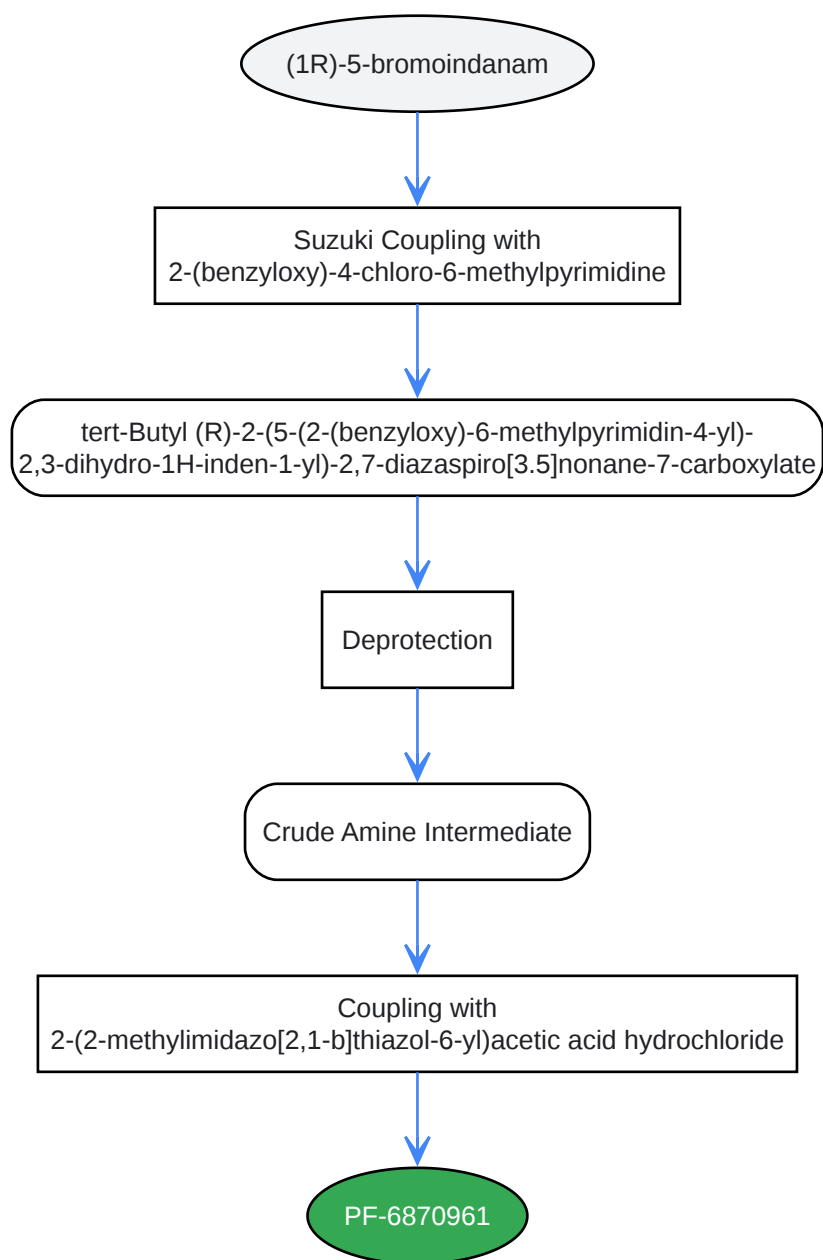 (1R)-5-bromoindanam
Suzuki Coupling with
2-(benzyloxy)-4-chloro-6-methylpyrimidine
tert-Butyl (R)-2-(5-(2-(benzyloxy)-6-methylpyrimidin-4-yl)-
2,3-dihydro-1H-inden-1-yl)-2,7-diazaspiro[3.5]nonane-7-carboxylate
Deprotection
Crude Amine Intermediate
Coupling with
2-(2-methylimidazo[2,1-b]thiazol-6-yl)acetic acid hydrochloride
PF-6870961